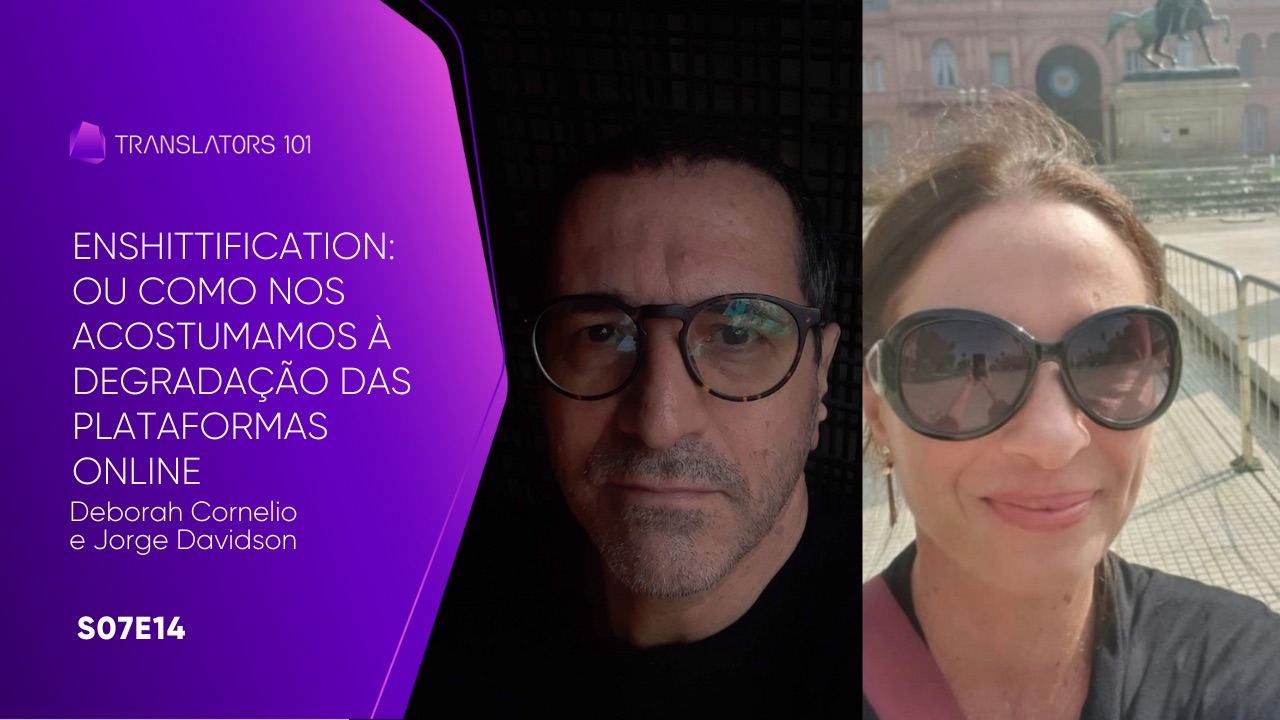 TRANSLATORS 101
ENSHITTIFICATION:
OU COMO NOS
ACOSTUMAMOS À
DEGRADAÇÃO DAS
PLATAFORMAS
ONLINE
Deborah Cornelio
e Jorge Davidson
S07E14